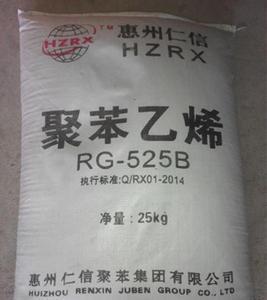 HZRX TM 惠州仁信
HZRX
聚苯乙烯
RG-525B
执行标准:Q/RX01-2014
净量:25kg
惠州仁信聚苯集团有限公司
HUIZHOU RENXIN JUBEN GROUP CO., LTD